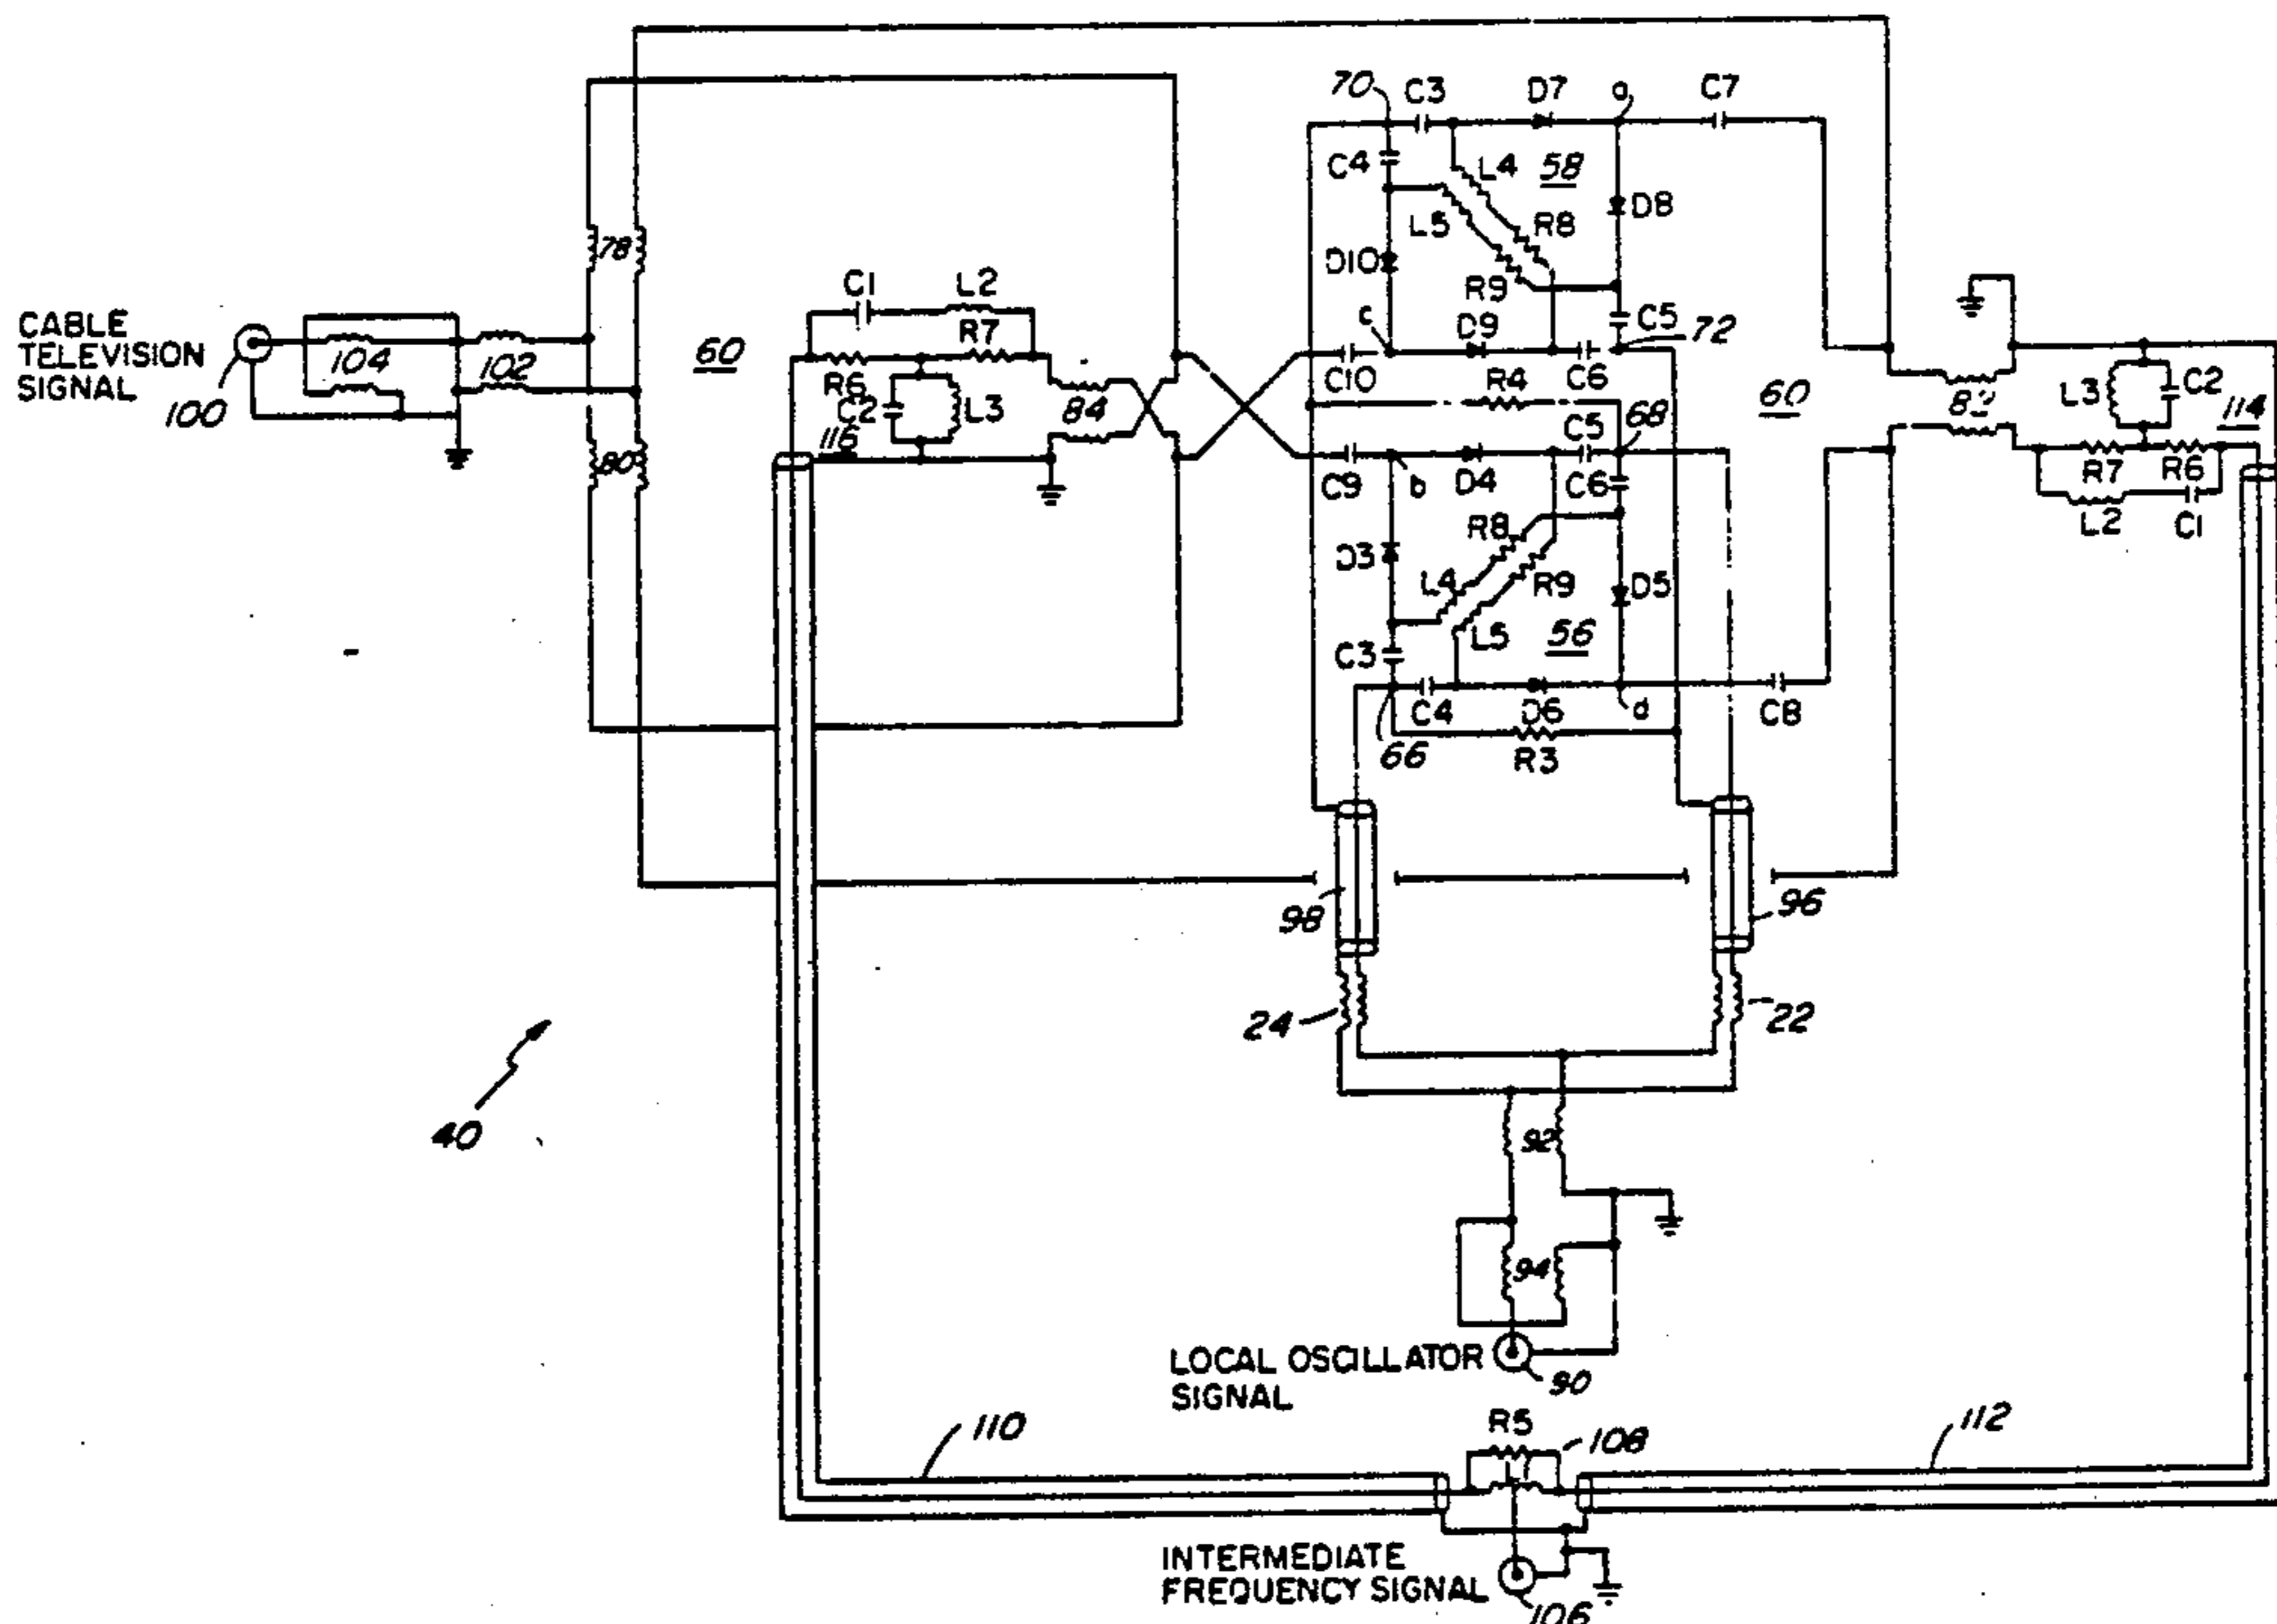 70
C3
D7
a
C7
C4
L4
58
L5
R8
D8
D10
R9
78
C1
L2
CABLE
TELEVISION
SIGNAL
104
102
60
R7
c
D9
C5
72
R6
C10
R4
C6
60
L3
C2
114
C2
L3
84
100
116
80
C5
68
C9
b
D4
C6
R7
R6
L2
C1
R8
D3
L4
R9
D5
L5
56
C3
C4
D6
d
C8
66
R3
98
96
24
22
40
92
94
LOCAL OSCILLATOR
SIGNAL
90
R5
110
108
112
INTERMEDIATE
FREQUENCY SIGNAL
106